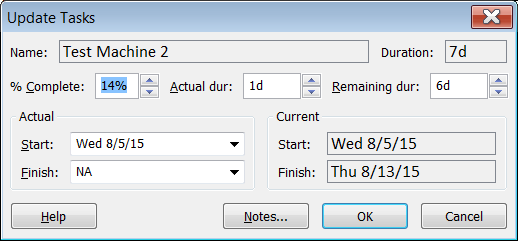 Update Tasks
Name: Test Machine 2 Duration: 7d
% Complete: 14% Actual dur: 1d Remaining dur: 6d
Actual Current
Start: Wed 8/5/15 Start: Wed 8/5/15
Finish: NA Finish: Thu 8/13/15
Help Notes... OK Cancel